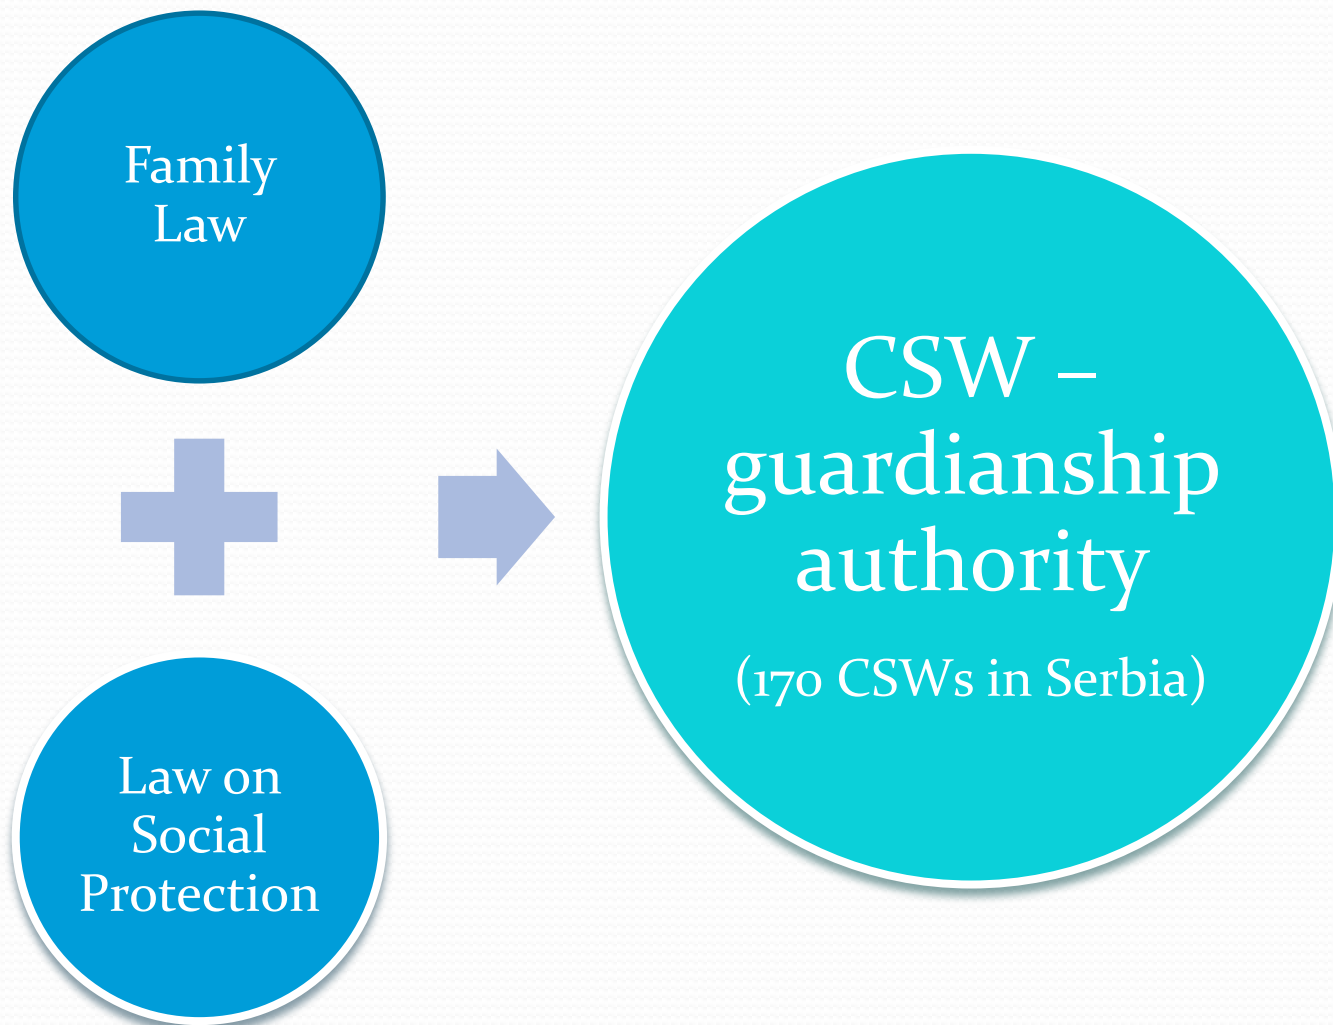 Family
Law
Law on
Social
Protection
CSW –
guardianship
authority
(170 CSWs in Serbia)